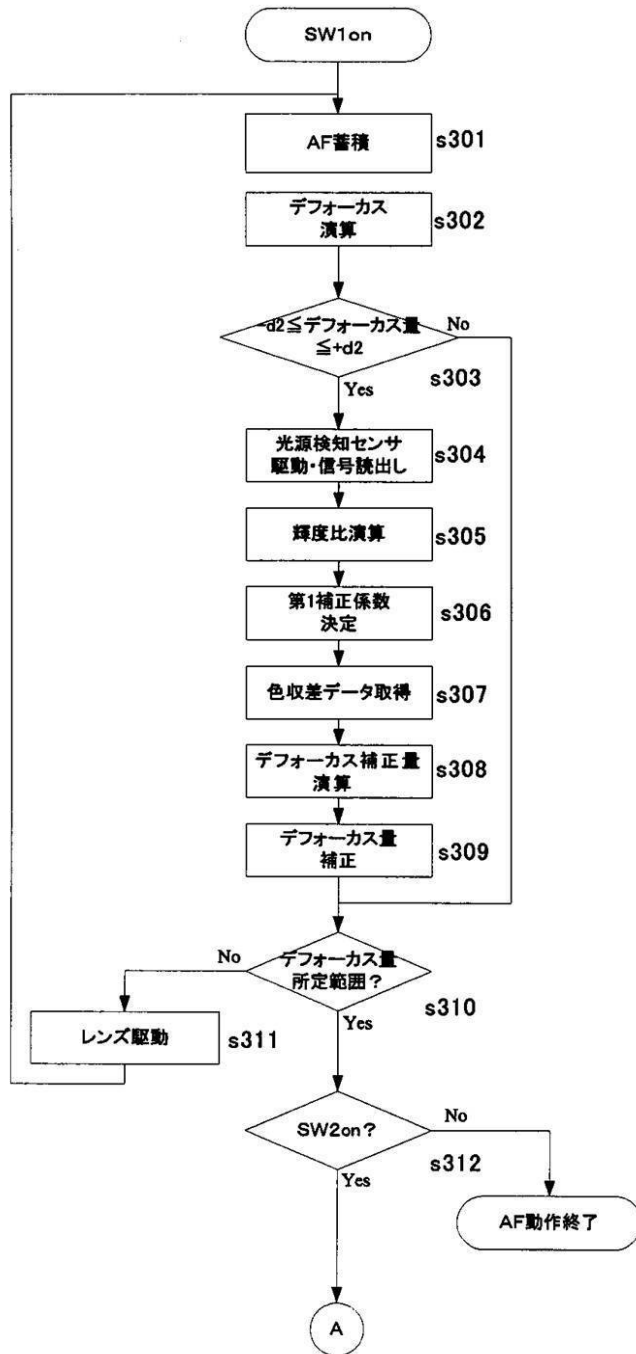 SW1on
AF蓄積
s301
デフォーカス
演算
s302
-d2≦デフォーカス量
≦+d2
No
s303
Yes
光源検知センサ
駆動・信号読出し
s304
輝度比演算
s305
第1補正係数
決定
s306
色収差データ取得
s307
デフォーカス補正量
演算
s308
デフォーカス量
補正
s309
No
デフォーカス量
所定範囲?
s310
Yes
レンズ駆動
s311
SW2on?
No
s312
Yes
AF動作終了
A